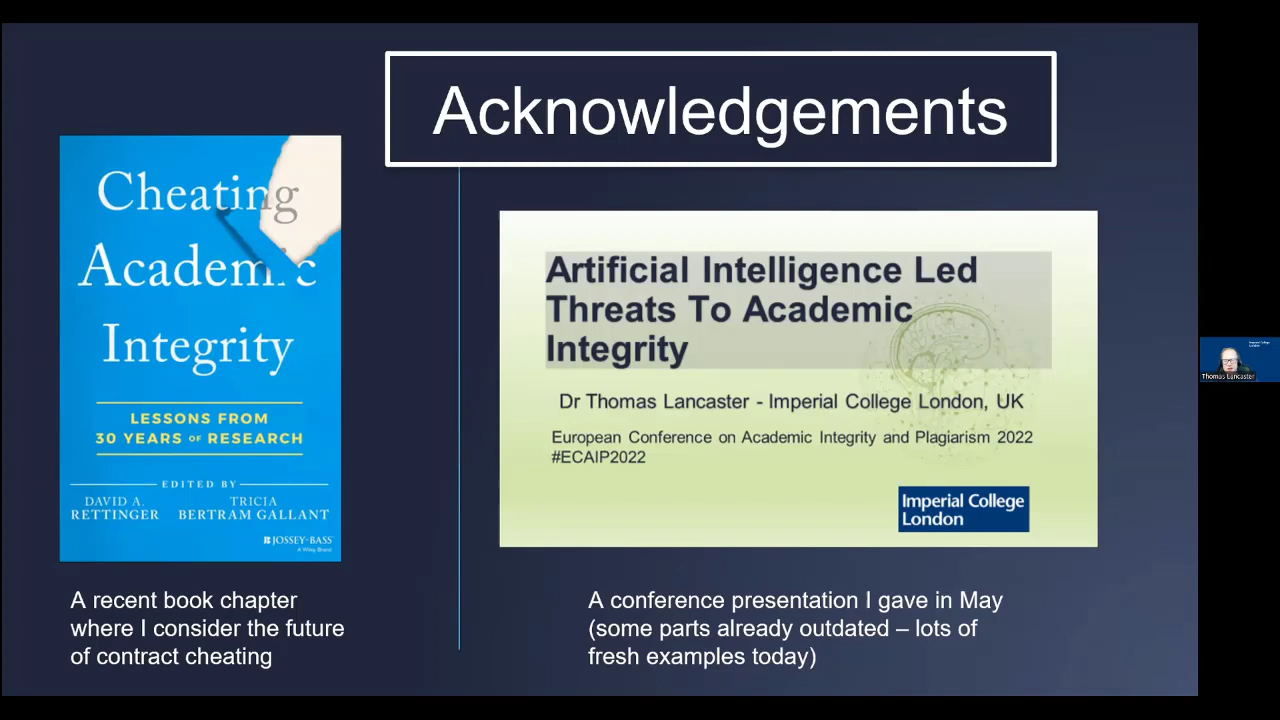 Acknowledgements
Cheating
Academic
Integrity
LESSONS FROM
30 YEARS OF RESEARCH
EDITED BY
DAVID A. RETTINGER
TRICIA BERTRAM GALLANT
JOSSEY-BASS
A Wiley Brand
A recent book chapter
where I consider the future
of contract cheating
Artificial Intelligence Led
Threats To Academic
Integrity
Dr Thomas Lancaster - Imperial College London, UK
European Conference on Academic Integrity and Plagiarism 2022
#ECAIP2022
Imperial College
London
A conference presentation I gave in May
(some parts already outdated – lots of
fresh examples today)
Imperial College
London
Thomas Lancaster